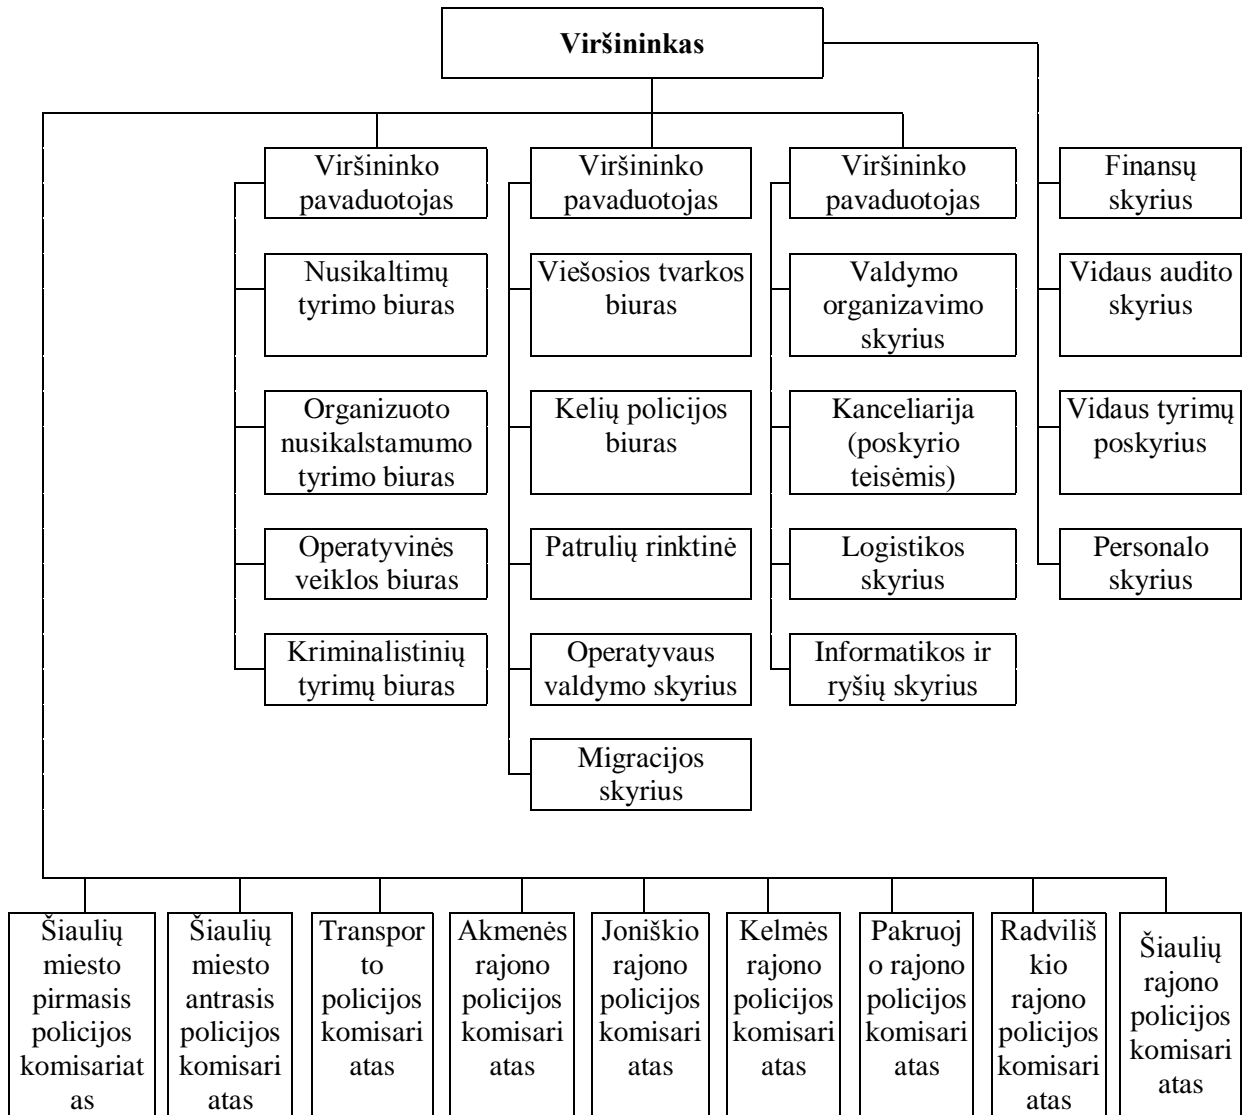 Viršininkas
Viršininko
pavaduotojas
Viršininko
pavaduotojas
Viršininko
pavaduotojas
Finansų
skyrius
Nusikaltimų
tyrimo biuras
Viešosios tvarkos
biuras
Valdymo
organizavimo
skyrius
Vidaus audito
skyrius
Organizuoto
nusikalstamumo
tyrimo biuras
Kelių policijos
biuras
Kanceliarija
(poskyrio
teisėmis)
Vidaus tyrimų
poskyrius
Operatyvinės
veiklos biuras
Patrulių rinktinė
Logistikos
skyrius
Personalo
skyrius
Kriminalistinių
tyrimų biuras
Operatyvaus
valdymo skyrius
Informatikos ir
ryšių skyrius
Migracijos
skyrius
Šiaulių
miesto
pirmasis
policijos
komisariat
as
Šiaulių
miesto
antrasis
policijos
komisari
atas
Transpor
to
policijos
komisari
atas
Akmenės
rajono
policijos
komisari
atas
Joniškio
rajono
policijos
komisari
atas
Kelmės
rajono
policijos
komisari
atas
Pakruoj
o rajono
policijos
komisari
atas
Radviliš
kio
rajono
policijos
komisari
atas
Šiaulių
rajono
policijos
komisari
atas